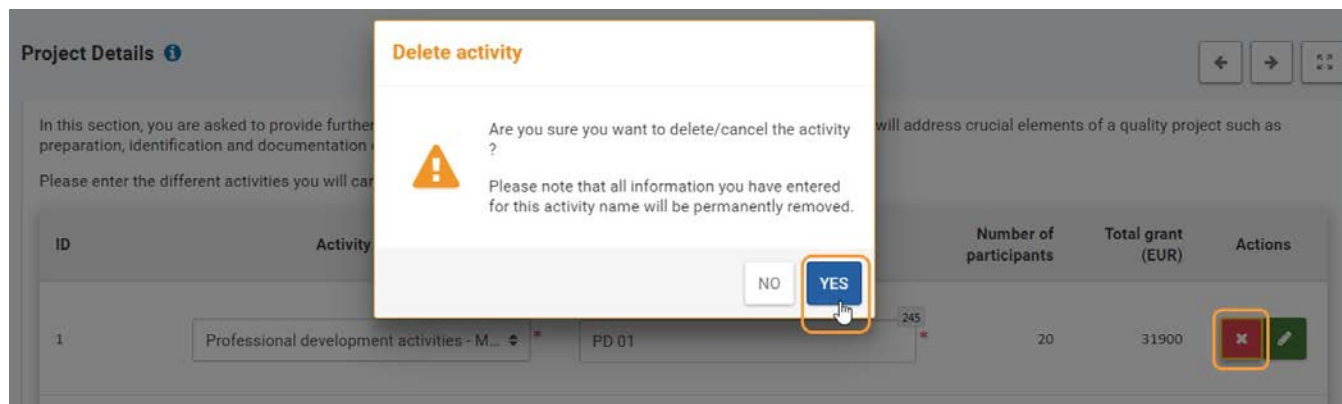 Project Details
Delete activity
In this section, you are asked to provide further
will address crucial elements of a quality project such as
preparation, identification and documentation
Please enter the different activities you will
Are you sure you want to delete/cancel the activity
?
Please note that all information you have entered
for this activity name will be permanently removed.
NO
YES
ID
Activity
Number of
participants
Total grant
(EUR)
Actions
1
Professional development activities - M...
*
PD 01
245
*
20
31900